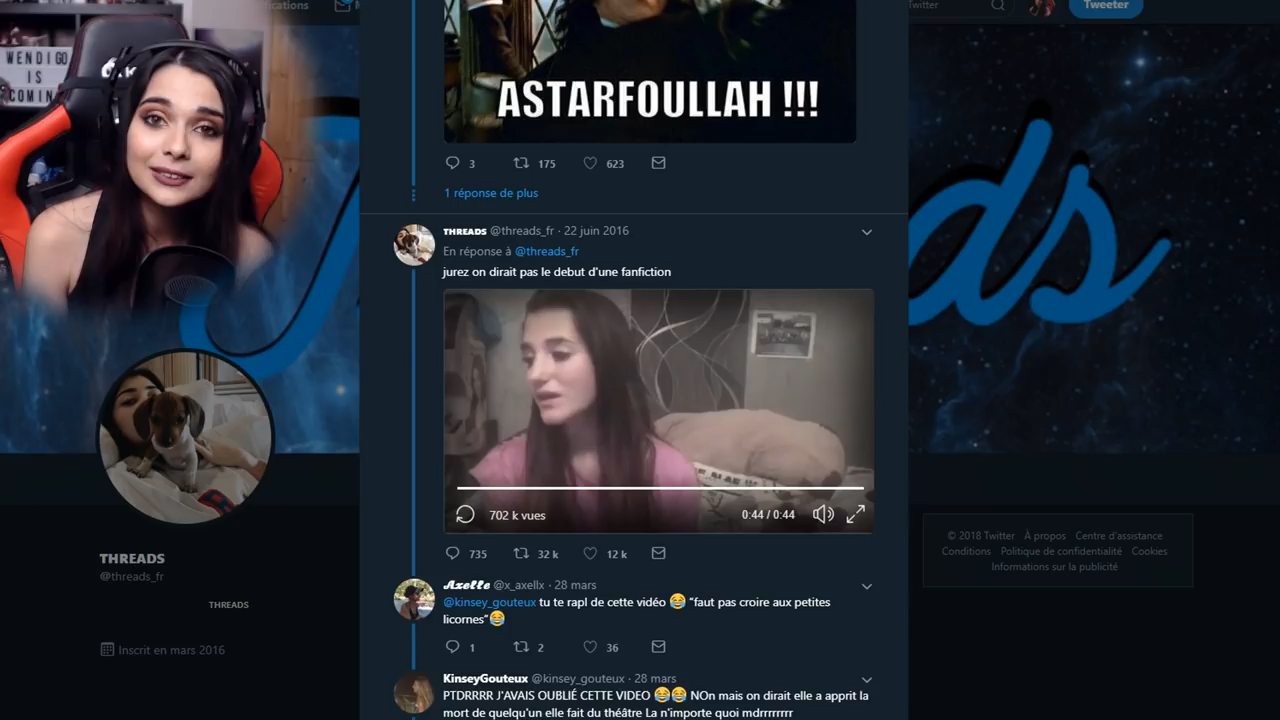 WENDIGO
IS
COMIN
Twitter
Tweeter
ASTARFOULLAH !!!
3 175 623
1 réponse de plus
THREADS @threads_fr · 22 juin 2016
En réponse à @threads_fr
jurez on dirait pas le debut d'une fanfiction
702 k vues
0:44 / 0:44
735 32 k 12 k
Axelle @x_axellx · 28 mars
@kinsey_gouteux tu te rapl de cette vidéo 😂 "faut pas croire aux petites
licornes"😂
1 2 36
KinseyGouteux @kinsey_gouteux · 28 mars
PTDRRRR J'AVAIS OUBLIÉ CETTE VIDEO 😂😂 NOn mais on dirait elle a apprit la
mort de quelqu'un elle fait du théâtre La n'importe quoi mdrrrrrrr
THREADS
@threads_fr
THREADS
Inscrit en mars 2016
ds
© 2018 Twitter À propos Centre d'assistance
Conditions Politique de confidentialité Cookies
Informations sur la publicité